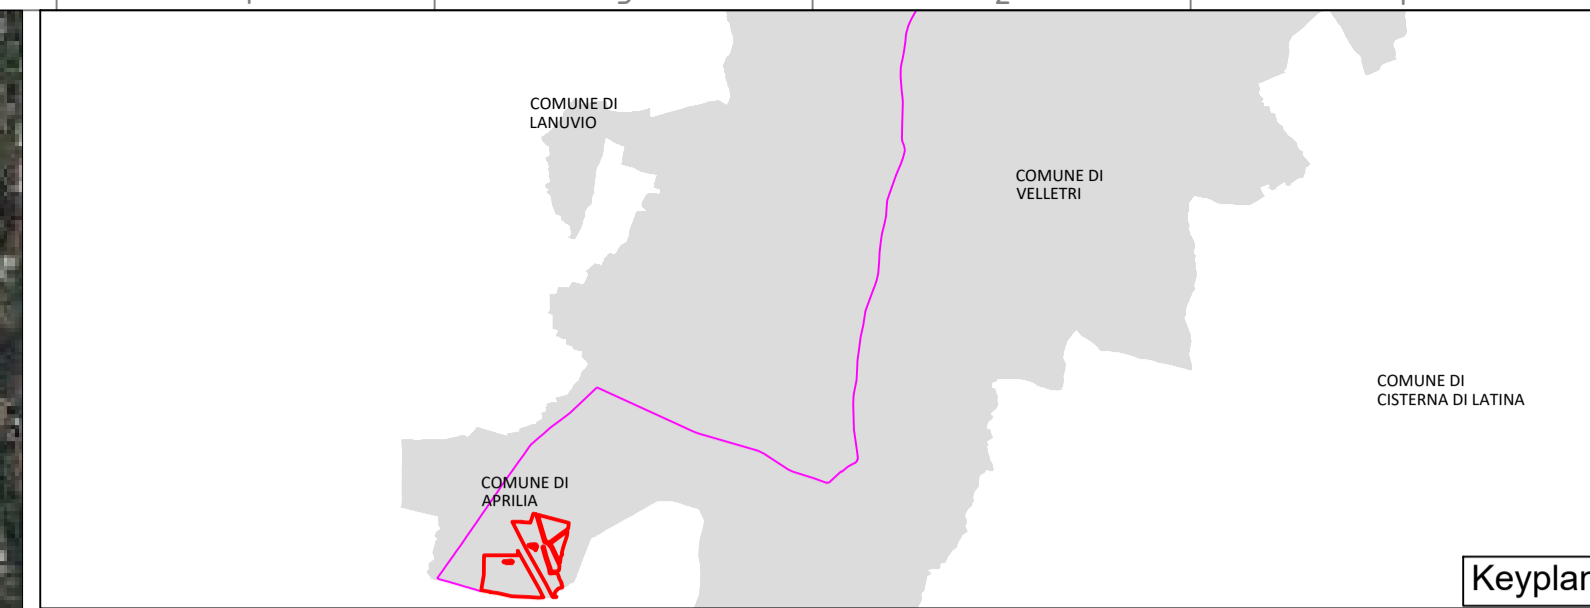 COMUNE DI
LANUVIO
COMUNE DI
VELLETRI
COMUNE DI
CISTERNA DI LATINA
COMUNE DI
APRILIA
Keyplan